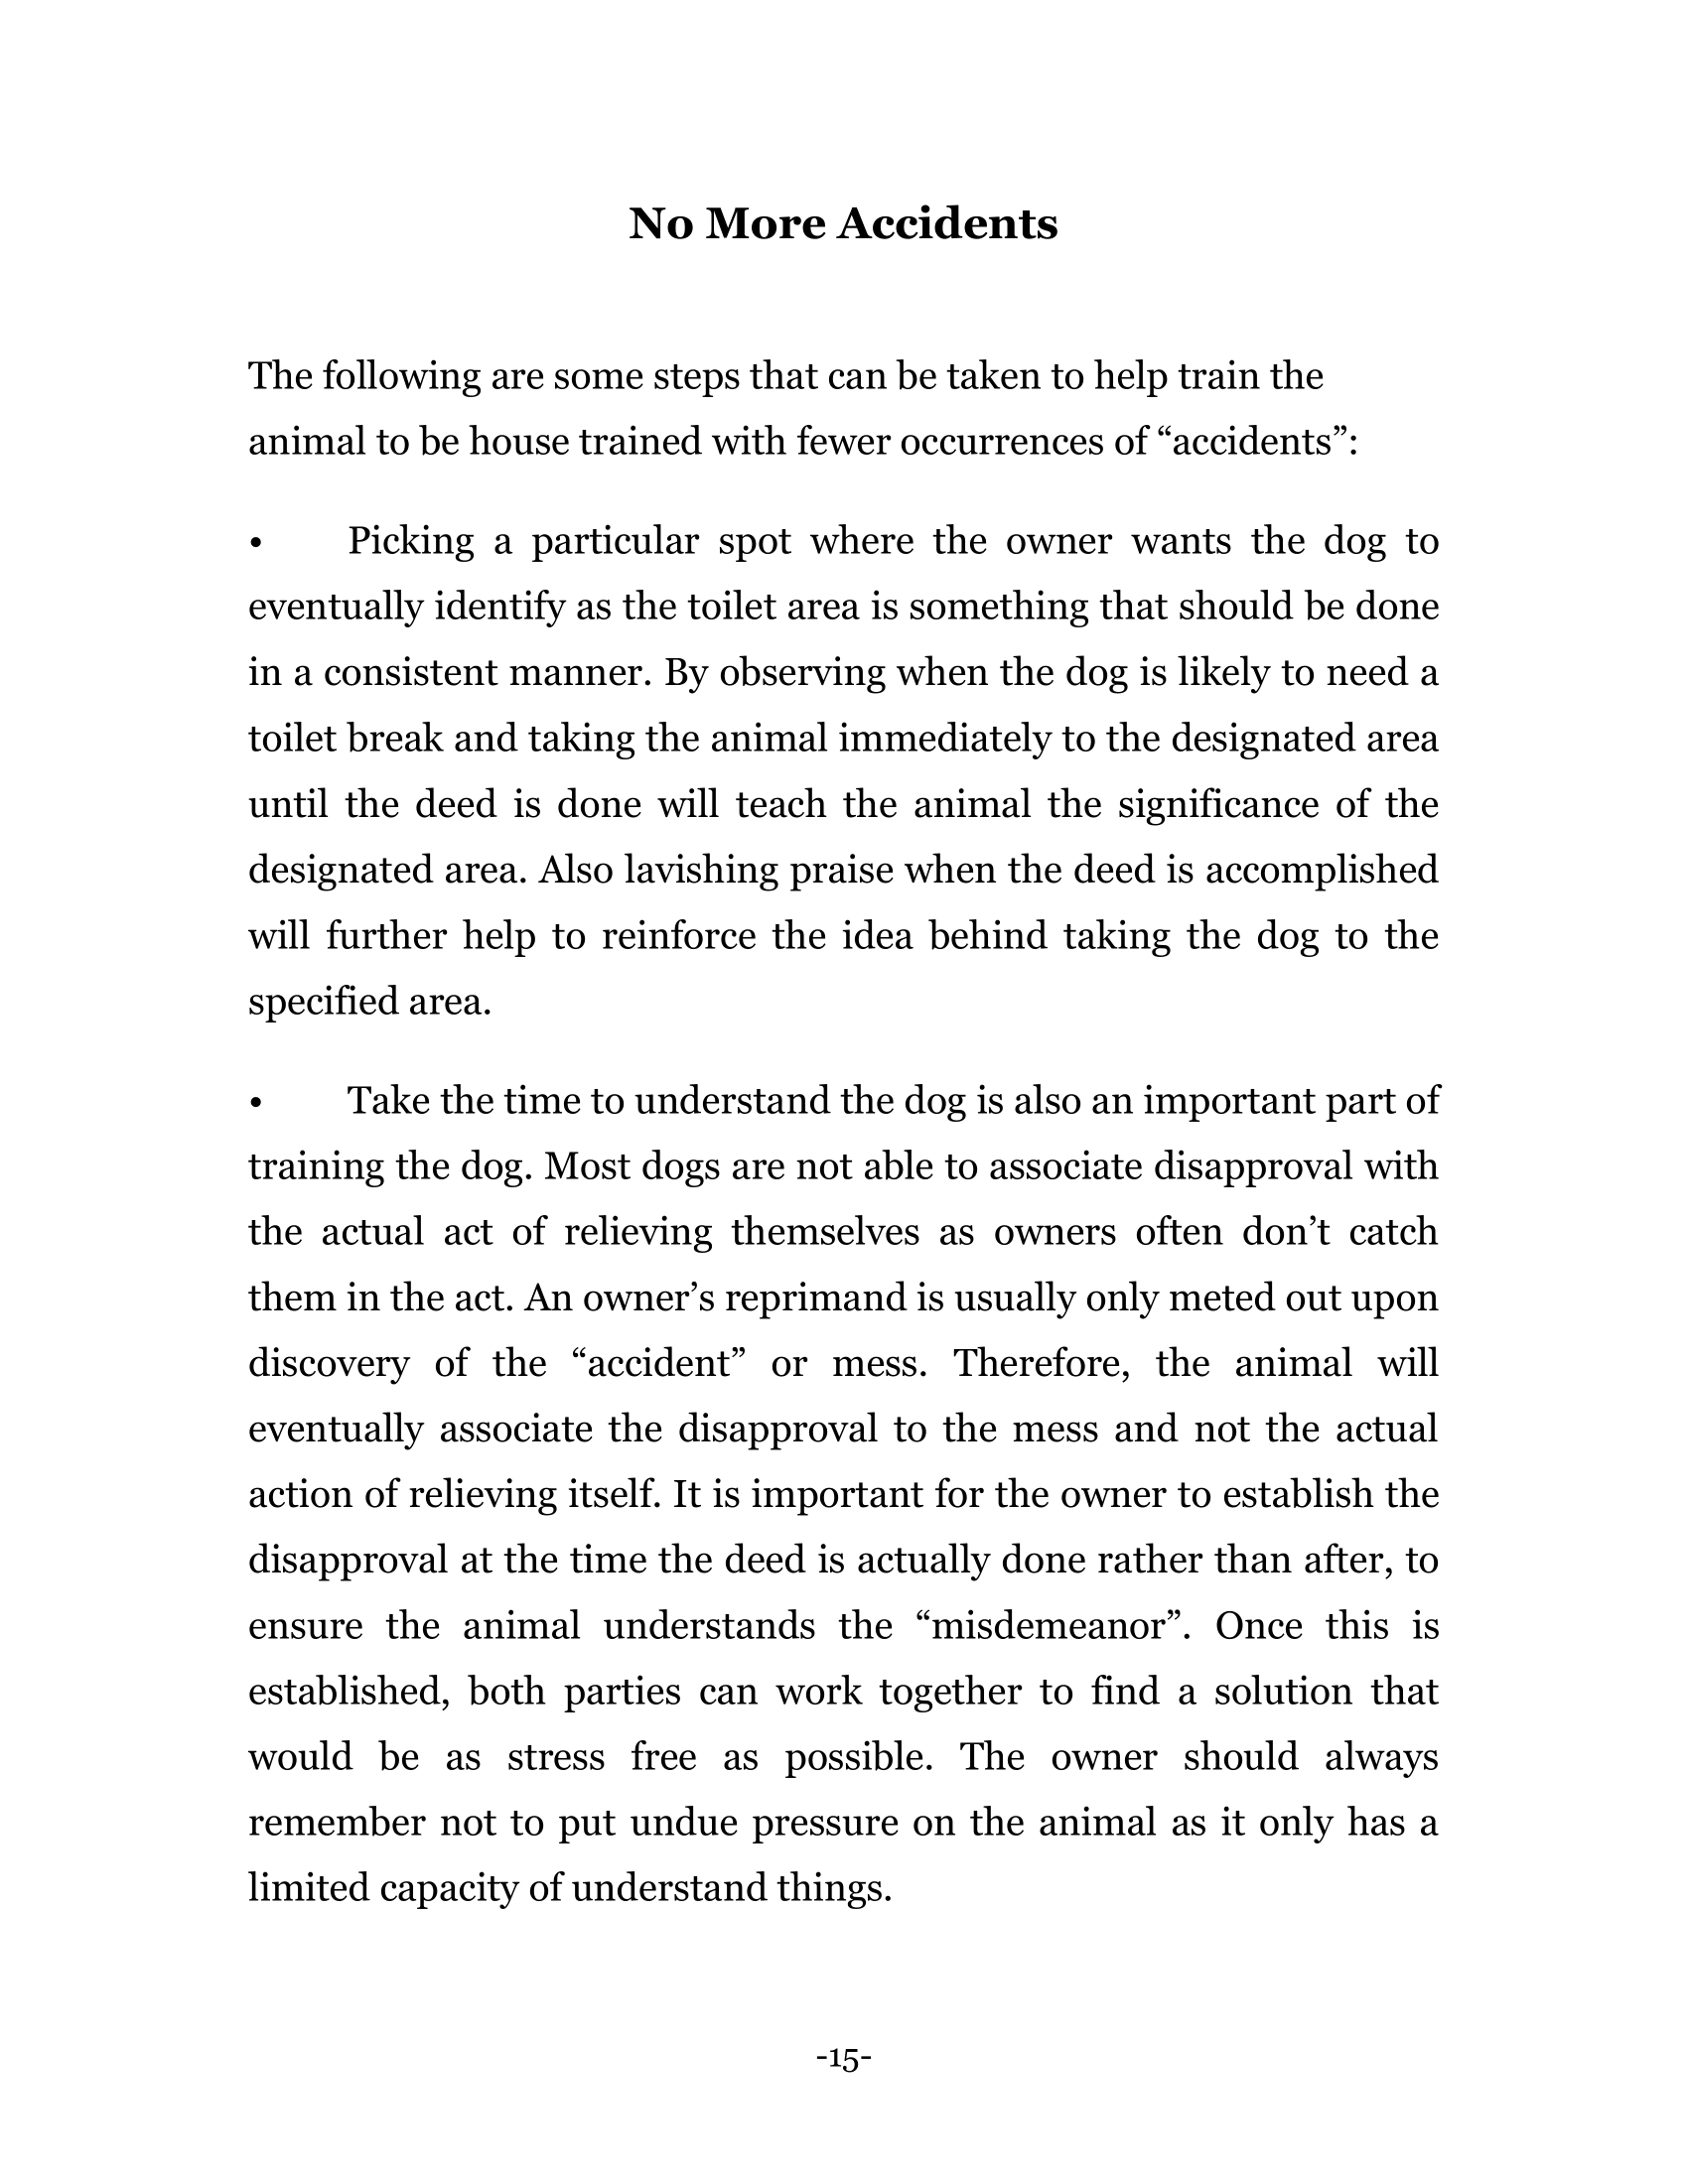 No More Accidents
The following are some steps that can be taken to help train the
animal to be house trained with fewer occurrences of “accidents”:
• Picking a particular spot where the owner wants the dog to
eventually identify as the toilet area is something that should be done
in a consistent manner. By observing when the dog is likely to need a
toilet break and taking the animal immediately to the designated area
until the deed is done will teach the animal the significance of the
designated area. Also lavishing praise when the deed is accomplished
will further help to reinforce the idea behind taking the dog to the
specified area.
• Take the time to understand the dog is also an important part of
training the dog. Most dogs are not able to associate disapproval with
the actual act of relieving themselves as owners often don’t catch
them in the act. An owner’s reprimand is usually only meted out upon
discovery of the “accident” or mess. Therefore, the animal will
eventually associate the disapproval to the mess and not the actual
action of relieving itself. It is important for the owner to establish the
disapproval at the time the deed is actually done rather than after, to
ensure the animal understands the “misdemeanor”. Once this is
established, both parties can work together to find a solution that
would be as stress free as possible. The owner should always
remember not to put undue pressure on the animal as it only has a
limited capacity of understand things.
-15-